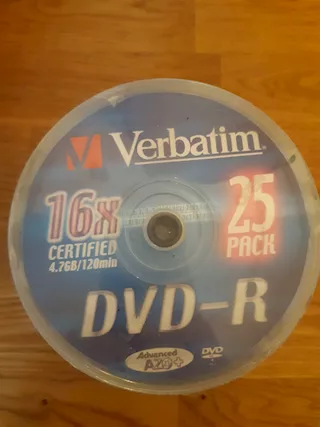 Verbatim
16x
CERTIFIED
4.7GB/120min
25
PACK
DVD-R
Advanced
AZO+
DVD